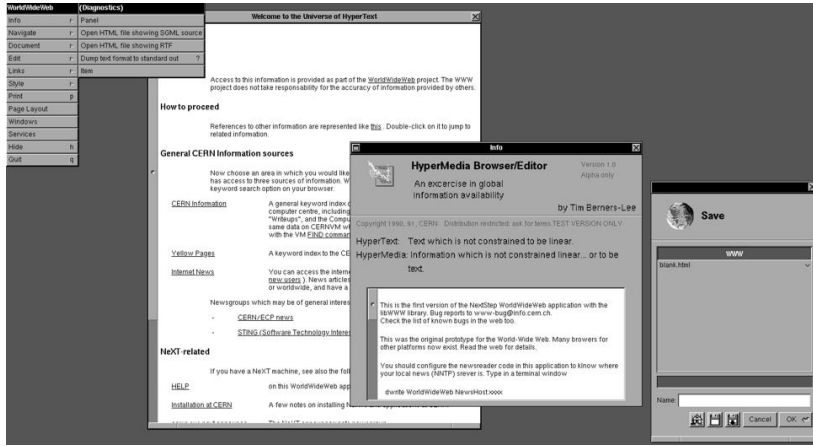 WorldWideWeb
Info r
Navigate r
Document r
Edit r
Links r
Style r
Print p
Page Layout
Windows
Services
Hide h
Quit q
(Diagnostics)
Panel
Open HTML file showing SGML source
Open HTML file showing RTF
Dump text format to standard out ?
Item
Welcome to the Universe of HyperText
Access to this information is provided as part of the WorldWideWeb project. The WWW
project does not take responsibility for the accuracy of information provided by others.
How to proceed
References to other information are represented like this . Double-click on it to jump to
related information.
General CERN Information sources
Now choose an area in which you would like
has access to three sources of information. W
keyword search option on your browser.
CERN Information
A general keyword index o
computer centre, including
"Writeups", and the Compu
same data on CERNVM wh
with the VM FIND comman
Yellow Pages
A keyword index to the CE
Internet News
You can access the interne
new users ). News articles
or worldwide, and have a
Newsgroups which may be of general interes
- CERN/ECP news
- STING (Software Technology Interes
NeXT-related
If you have a NeXT machine, see also the foll
HELP
on this WorldWideWeb app
Installation at CERN
A few notes on installing
Info
HyperMedia Browser/Editor
Version 1.0
Alpha only
An excercise in global
information availability
by Tim Berners-Lee
Copyright 1990, 91, CERN Distribution restricted: ask for terms TEST VERSION ONLY
HyperText: Text which is not constrained to be linear.
HyperMedia: Information which is not constrained linear... or to be
text.
This is the first version of the NextStep WorldWideWeb application with the
libWWW library. Bug reports to www-bug@info.cern.ch.
Check the list of known bugs in the web too.
This was the original prototype for the World-Wide Web. Many browsers for
other platforms now exist. Read the web for details.
You should configure the newsreader code in this application to klnow where
your local news (NNTP) srever is. Type in a terminal window
dwrite WorldWideWeb NewsHost xxxx
Save
WWW
blank.html
Name:
Cancel
OK